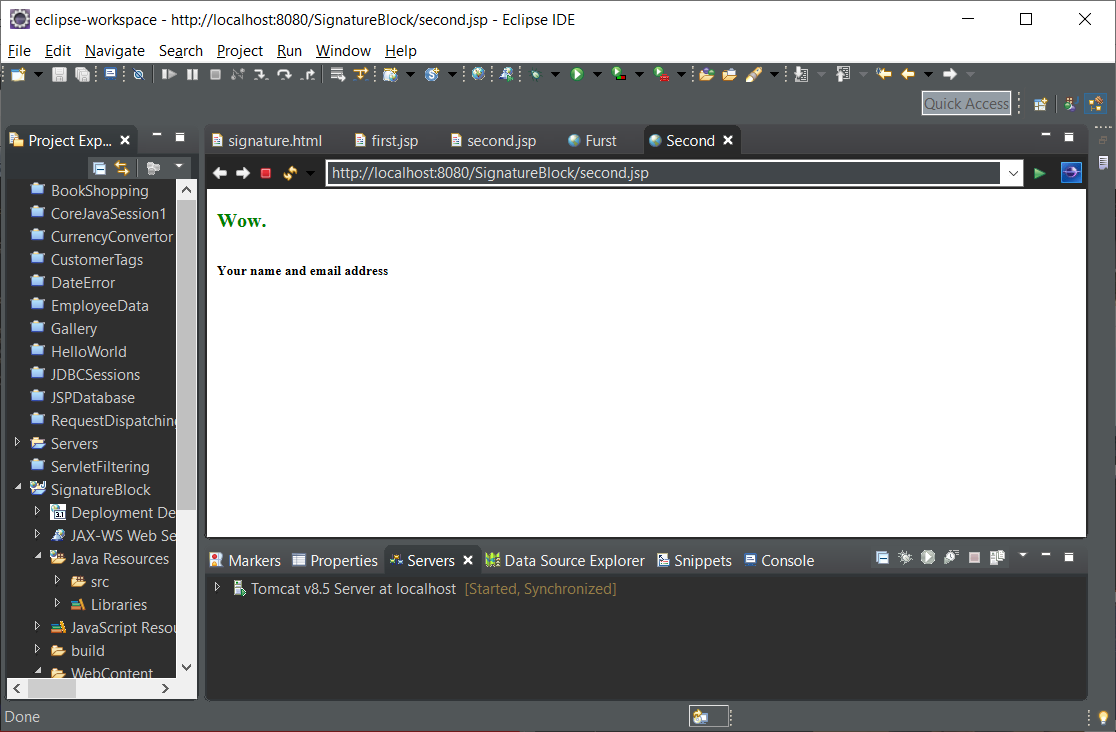 eclipse-workspace - http://localhost:8080/SignatureBlock/second.jsp - Eclipse IDE
File Edit Navigate Search Project Run Window Help
Quick Access
Project Exp...
signature.html first.jsp second.jsp Furst Second
http://localhost:8080/SignatureBlock/second.jsp
BookShopping
CoreJavaSession1
CurrencyConvertor
CustomerTags
DateError
EmployeeData
Gallery
HelloWorld
JDBCSessions
JSPDatabase
RequestDispatching
Servers
ServletFiltering
SignatureBlock
Deployment De
JAX-WS Web Se
Java Resources
src
Libraries
JavaScript Resou
build
WebContent
Wow.
Your name and email address
Markers Properties Servers Data Source Explorer Snippets Console
Tomcat v8.5 Server at localhost [Started, Synchronized]
Done